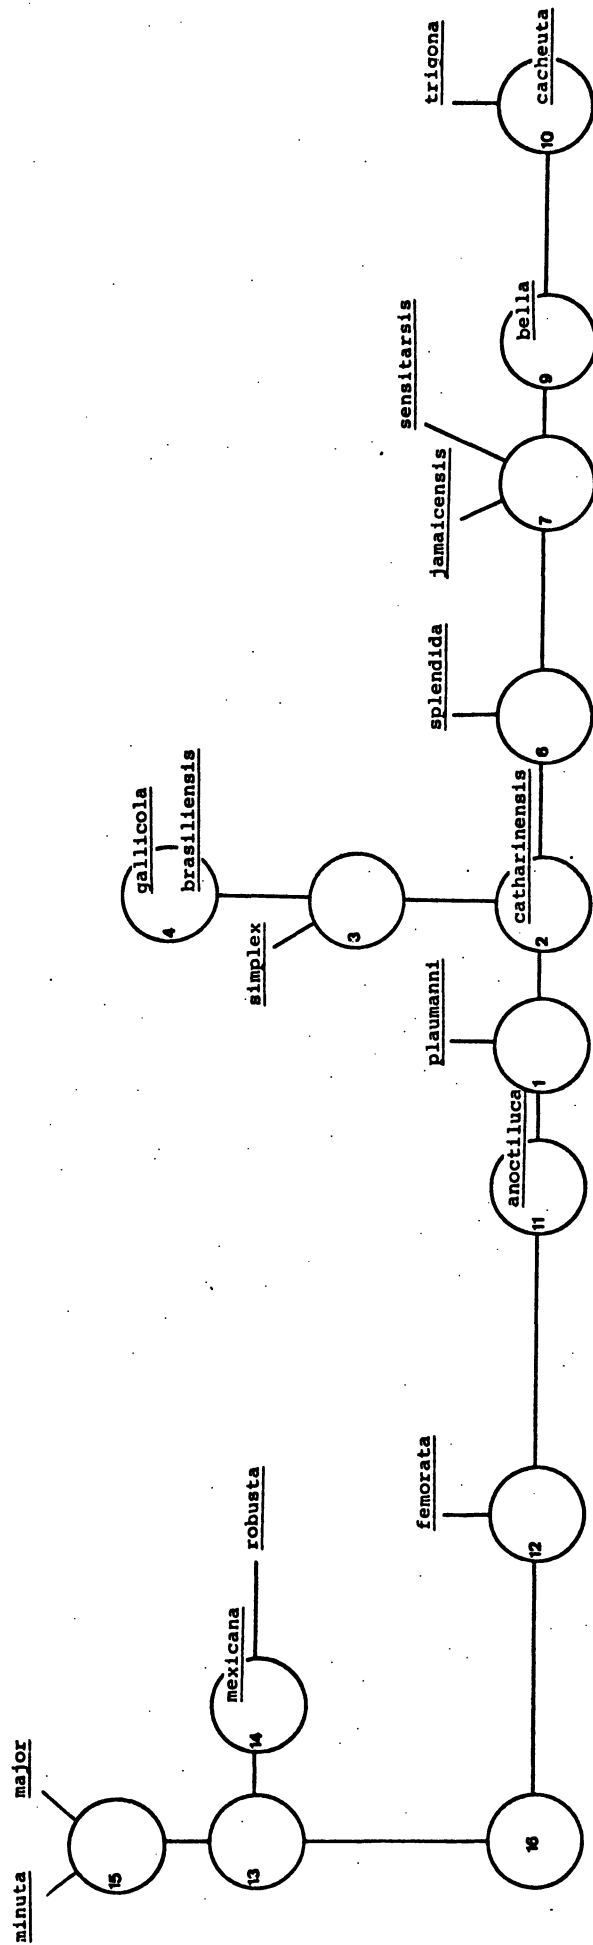 minuta
major
15
13
mexicana
14
robusta
16
femorata
12
anoctiluca
11
plaumanni
1
gallicola
brasiliensis
4
simplex
3
catharinensis
2
splendida
6
jamaicensis
sensitarsis
7
bella
9
trigona
cacheuta
10